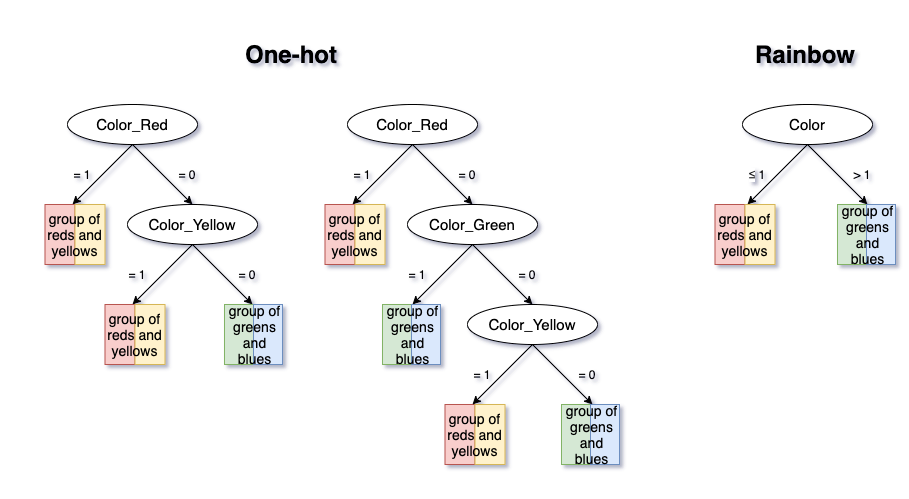 One-hot
Rainbow
Color_Red
Color_Red
Color
= 1
= 0
= 1
= 0
≤ 1
> 1
group of
reds and
yellows
Color_Yellow
group of
reds and
yellows
Color_Green
group of
reds and
yellows
group of
greens
and
blues
= 1
= 0
= 1
= 0
group of
reds and
yellows
group of
greens
and
blues
group of
greens
and
blues
Color_Yellow
= 1
= 0
group of
reds and
yellows
group of
greens
and
blues